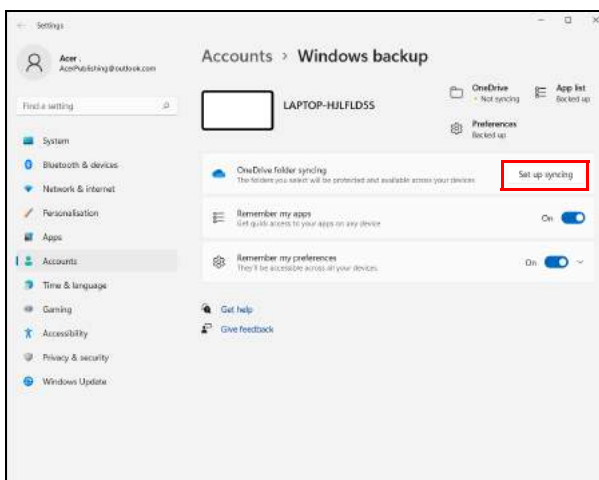 Settings
Acer .
AcerPublishing@outlook.com
Find a setting
System
Bluetooth & devices
Network & internet
Personalisation
Apps
Accounts
Time & language
Gaming
Accessibility
Privacy & security
Windows Update
Accounts > Windows backup
LAPTOP-HJLFLD5S
OneDrive
• Not syncing
App list
Backed up
Preferences
Backed up
OneDrive folder syncing
The folders you select will be protected and available across your devices
Set up syncing
Remember my apps
Get quick access to your apps on any device
On
Remember my preferences
They'll be accessible across all your devices
On
Get help
Give feedback